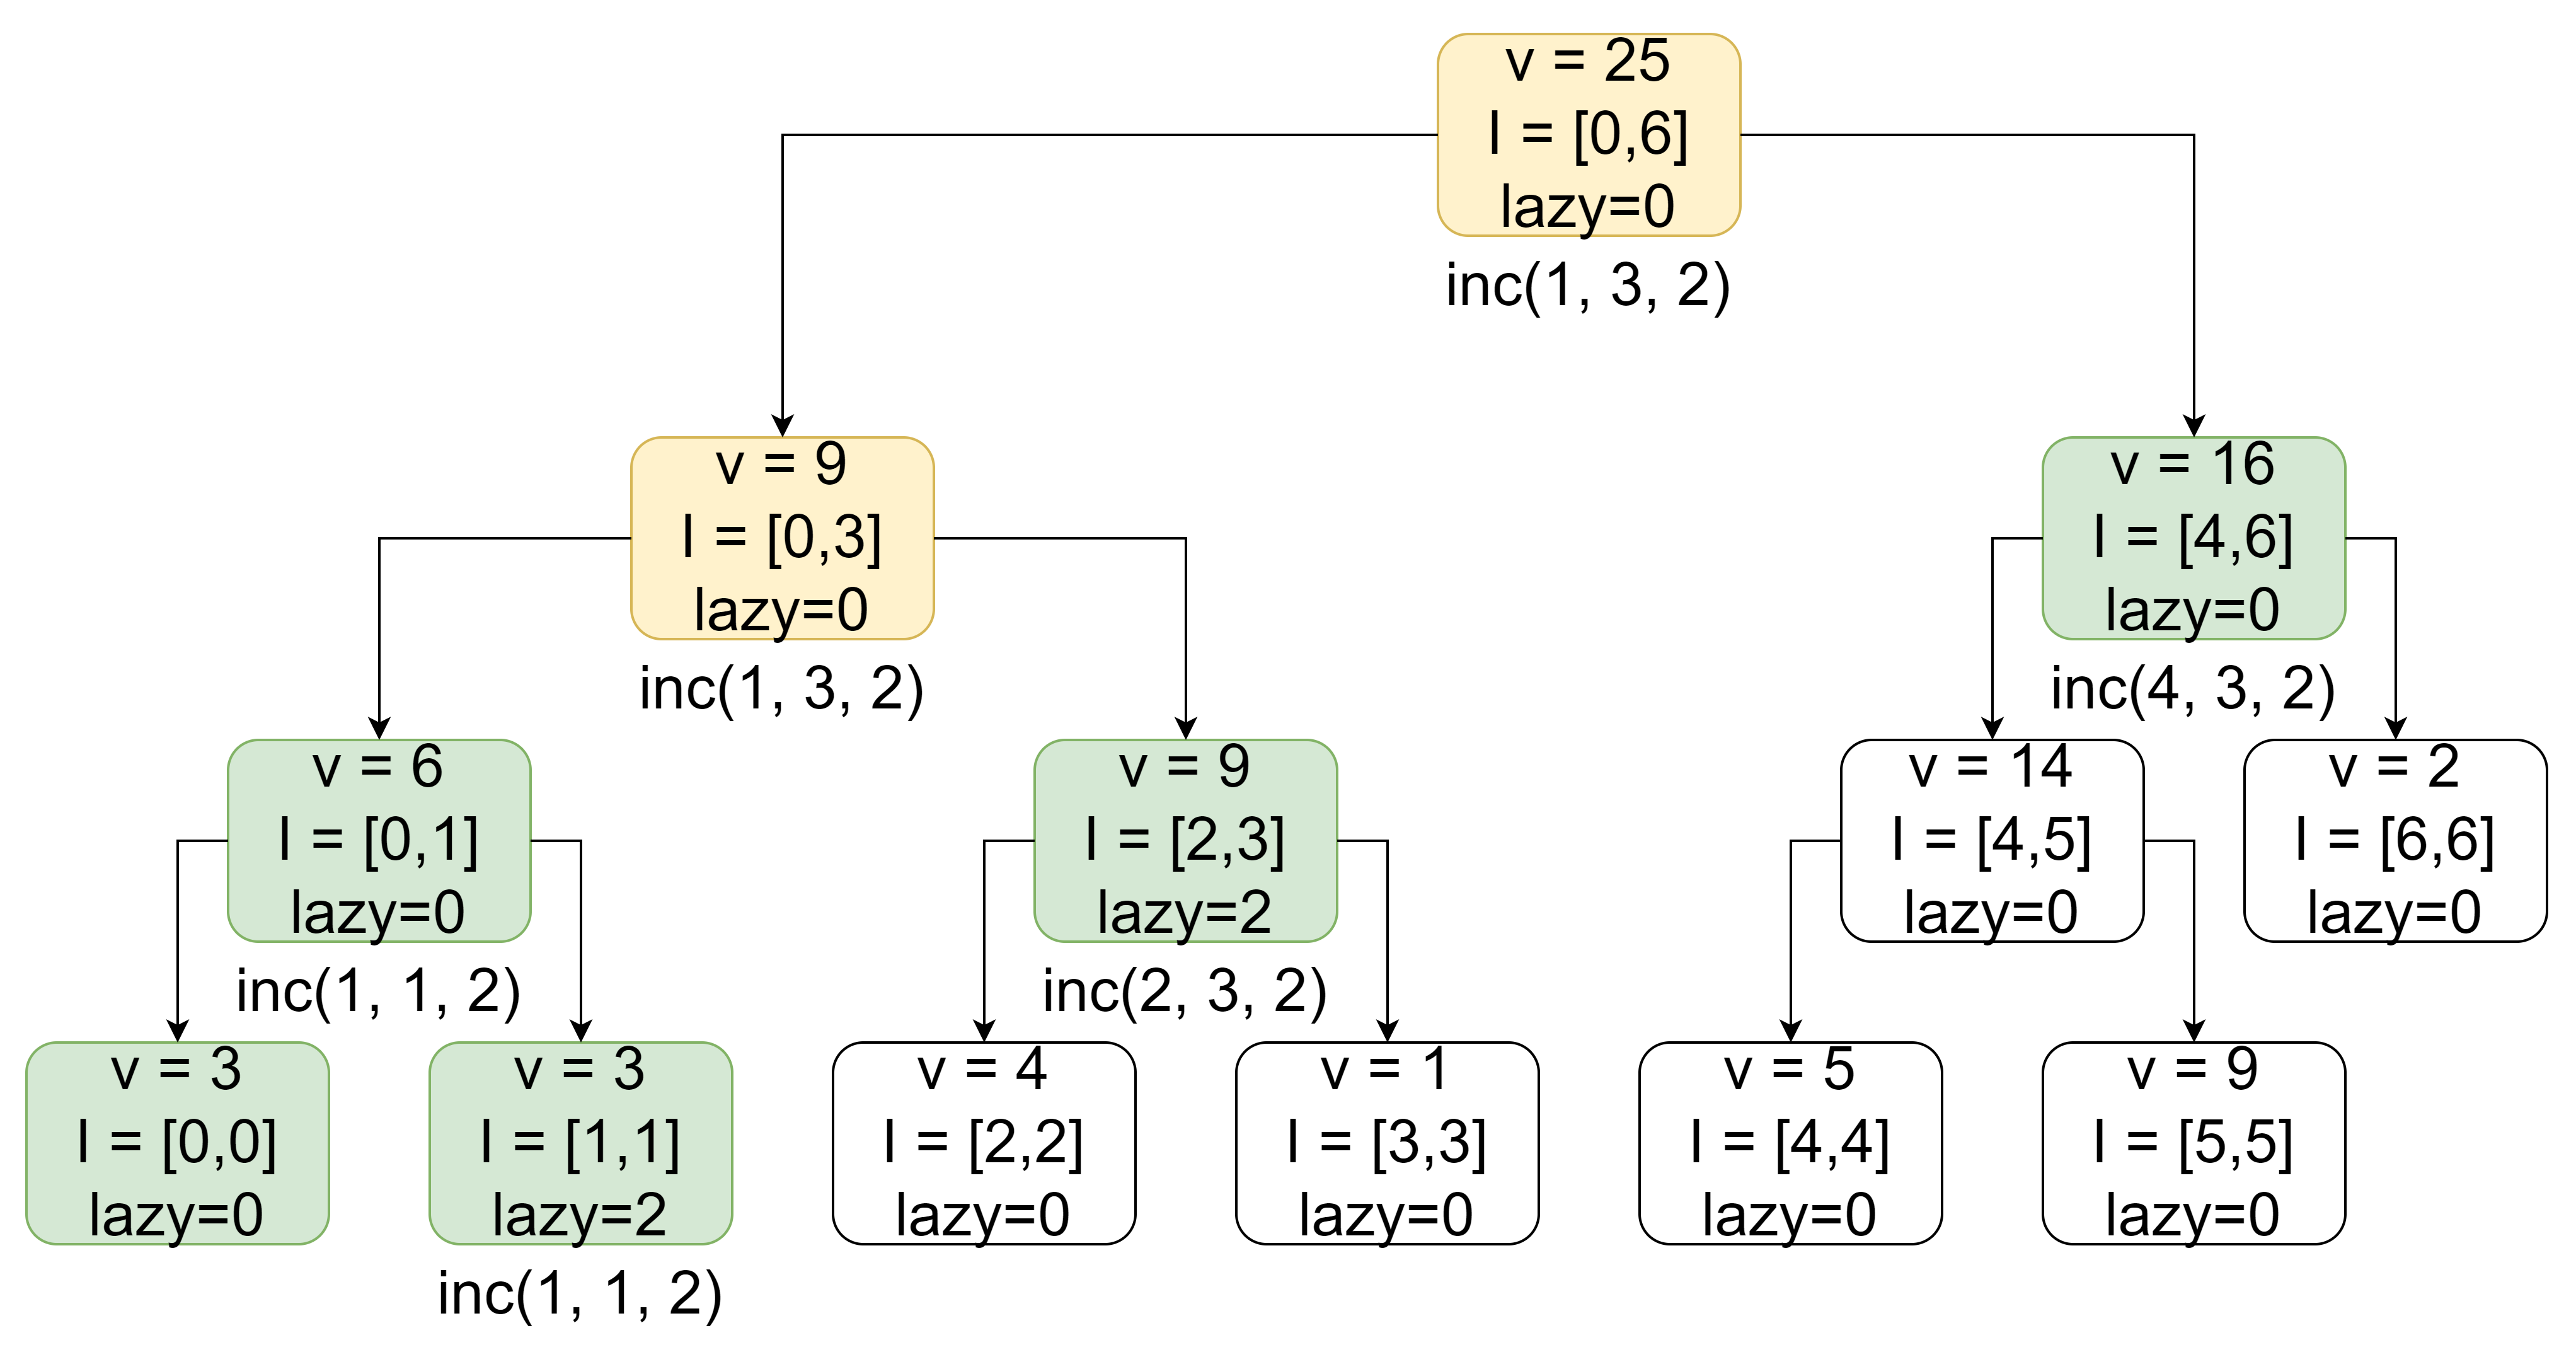 v = 25
I = [0,6]
lazy=0
inc(1, 3, 2)
v = 9
I = [0,3]
lazy=0
inc(1, 3, 2)
v = 16
I = [4,6]
lazy=0
inc(4, 3, 2)
v = 6
I = [0,1]
lazy=0
inc(1, 1, 2)
v = 9
I = [2,3]
lazy=2
inc(2, 3, 2)
v = 14
I = [4,5]
lazy=0
v = 2
I = [6,6]
lazy=0
v = 3
I = [0,0]
lazy=0
v = 3
I = [1,1]
lazy=2
inc(1, 1, 2)
v = 4
I = [2,2]
lazy=0
v = 1
I = [3,3]
lazy=0
v = 5
I = [4,4]
lazy=0
v = 9
I = [5,5]
lazy=0